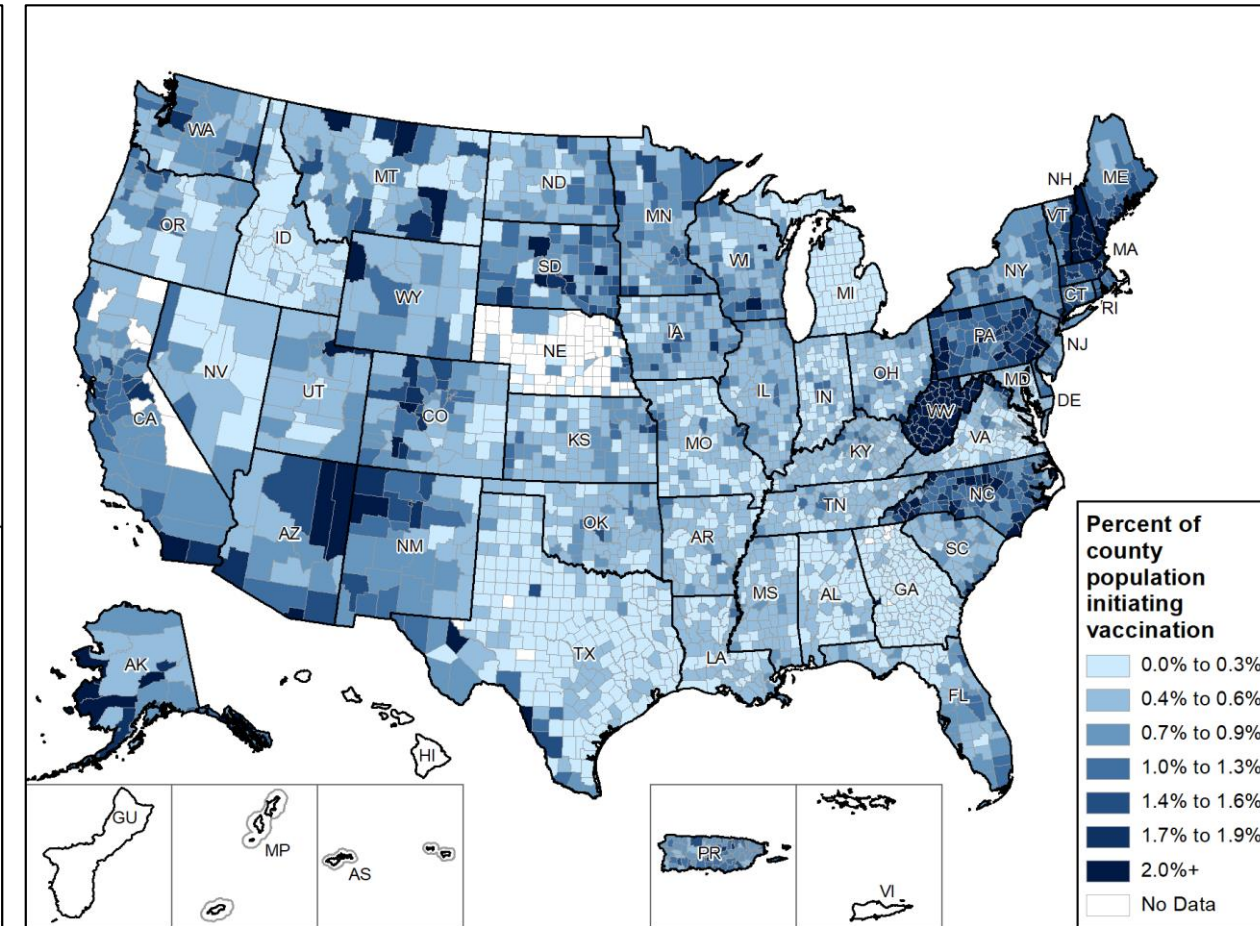 WA
MT
ND
MN
OR
ID
SD
WI
WY
MI
NH
ME
VT
MA
NY
CT
RI
NE
IA
PA
NJ
NV
UT
CO
IL
IN
OH
MD
DE
WV
CA
KS
MO
KY
VA
AZ
NM
OK
AR
TN
NC
SC
MS
AL
GA
TX
LA
FL
AK
HI
GU
MP
AS
PR
VI
Percent of
county
population
initiating
vaccination
0.0% to 0.3%
0.4% to 0.6%
0.7% to 0.9%
1.0% to 1.3%
1.4% to 1.6%
1.7% to 1.9%
2.0%+
No Data